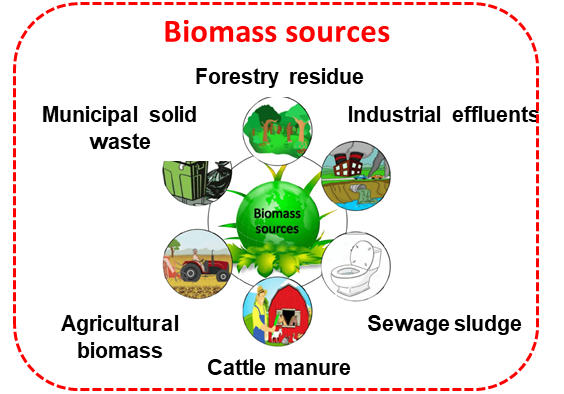 Biomass sources
Forestry residue
Municipal solid
waste
Industrial effluents
Biomass
sources
Agricultural
biomass
Sewage sludge
Cattle manure